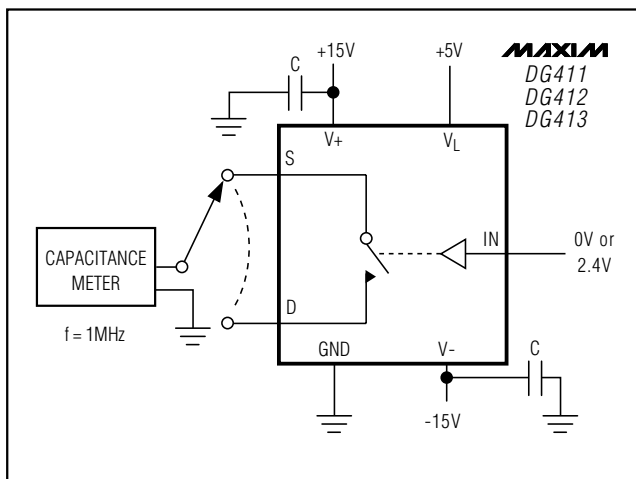 +15V
+5V
MAXIM
DG411
DG412
DG413
C
V+
VL
S
IN
0V or
2.4V
CAPACITANCE
METER
f = 1MHz
D
GND
V-
C
-15V